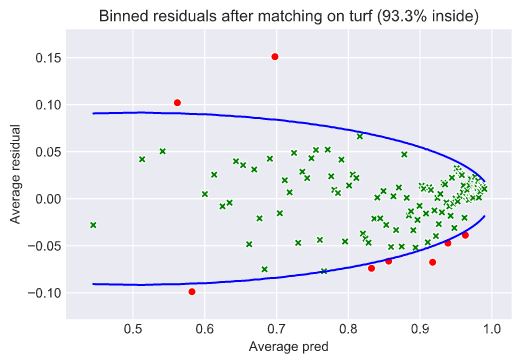 Binned residuals after matching on turf (93.3% inside)
0.15
0.10
0.05
0.00
−0.05
−0.10
Average residual
0.5 0.6 0.7 0.8 0.9 1.0
Average pred